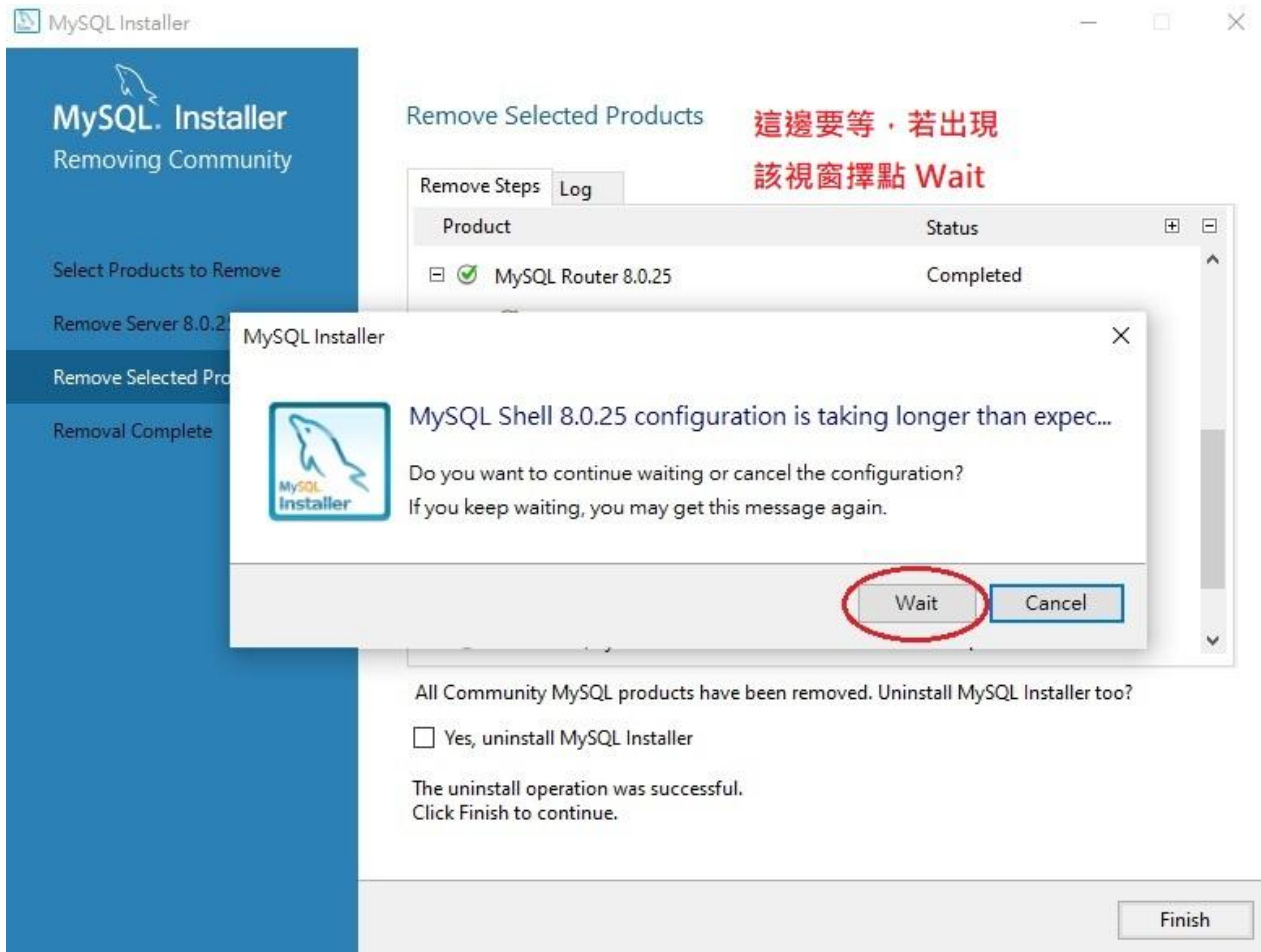 MySQL Installer
MySQL. Installer
Removing Community
Select Products to Remove
Remove Server 8.0.2
Remove Selected Pro
Removal Complete
Remove Selected Products
這邊要等，若出現
該視窗擇點 Wait
Remove Steps
Log
Product
Status
MySQL Router 8.0.25
Completed
MySQL Installer
MySQL
Installer
MySQL Shell 8.0.25 configuration is taking longer than expec...
Do you want to continue waiting or cancel the configuration?
If you keep waiting, you may get this message again.
Wait
Cancel
All Community MySQL products have been removed. Uninstall MySQL Installer too?
Yes, uninstall MySQL Installer
The uninstall operation was successful.
Click Finish to continue.
Finish